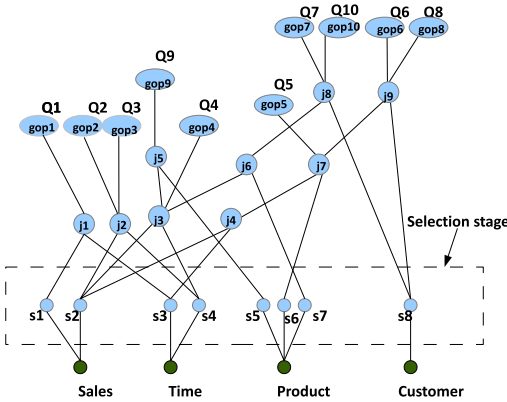 Q7 Q10 Q6 Q8
gop7 gop10 gop6 gop8
Q9
gop9
j8 j9
Q5
gop5
Q1 Q2 Q3 Q4
gop1 gop2 gop3 gop4
j5 j6 j7
j1 j2 j3 j4
Selection stage
s1 s2 s3 s4 s5 s6 s7 s8
Sales Time Product Customer